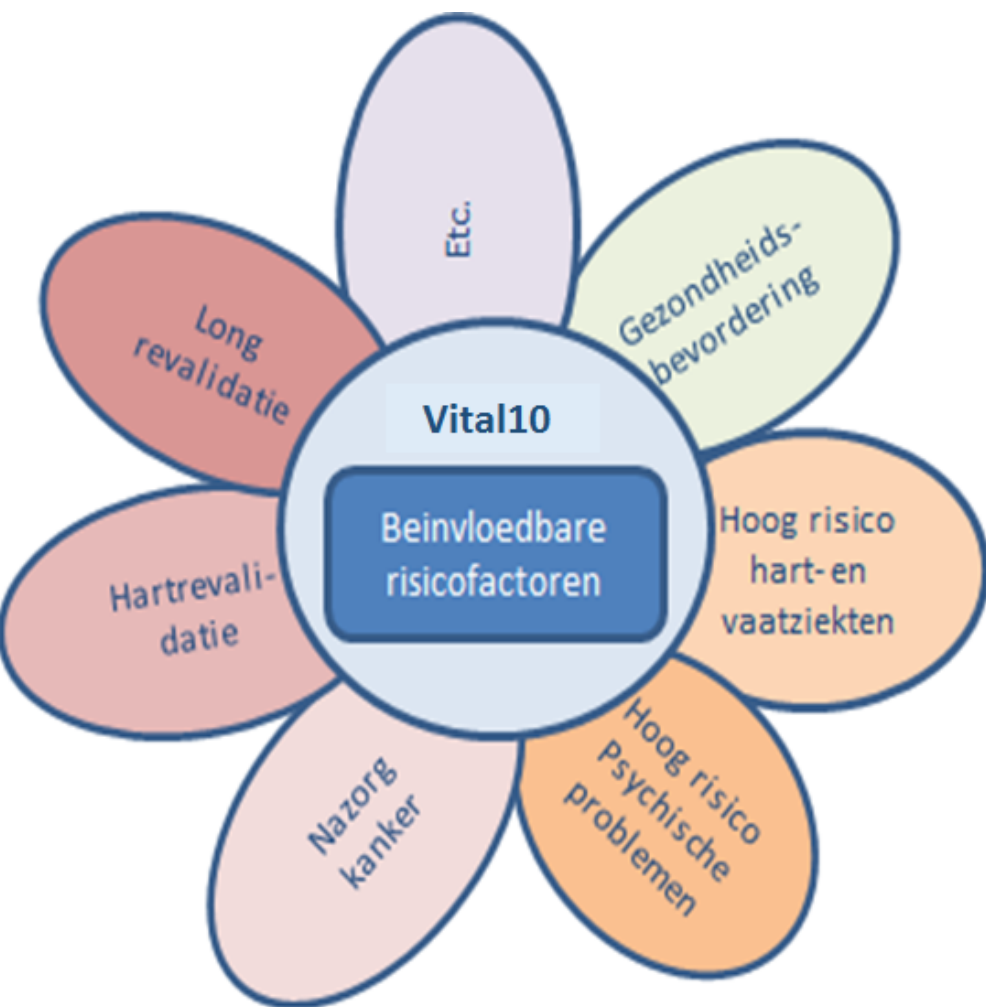 Etc.
Gezondheids-
bevordering
Long
revalidatie
Vital10
Beinvloedbare
risicofactoren
Hoog risico
hart-en
vaatziekten
Hartrevali-
datie
Hoog risico
Psychische
problemen
Nazorg
kanker